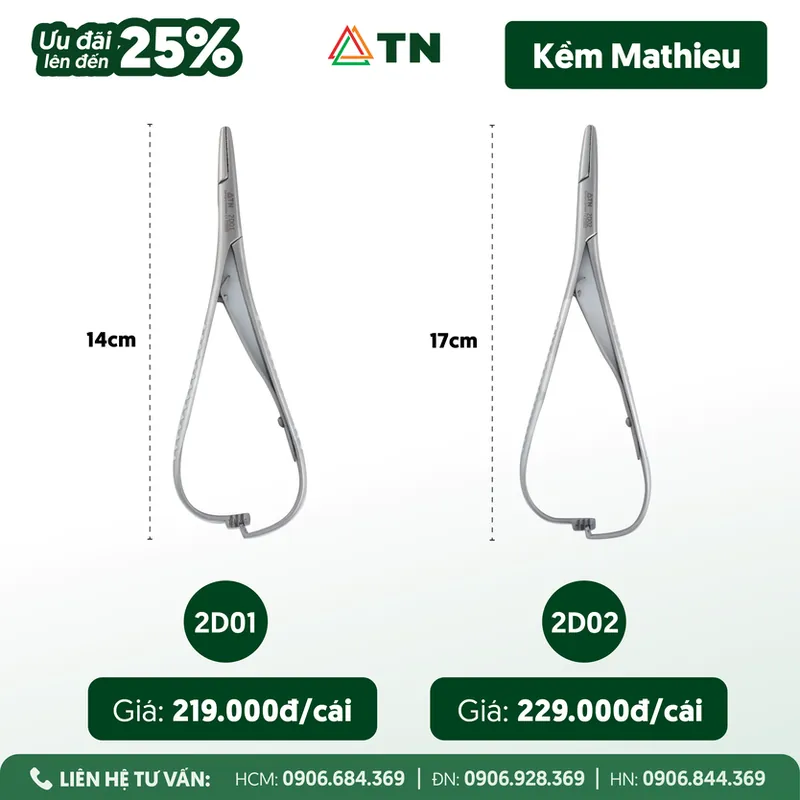 Ưu đãi lên đến 25%
ATN
Kềm Mathieu
14cm
17cm
2D01
2D02
Giá: 219.000đ/cái
Giá: 229.000đ/cái
LIÊN HỆ TƯ VẤN: HCM: 0906.684.369 | ĐN: 0906.928.369 | HN: 0906.844.369